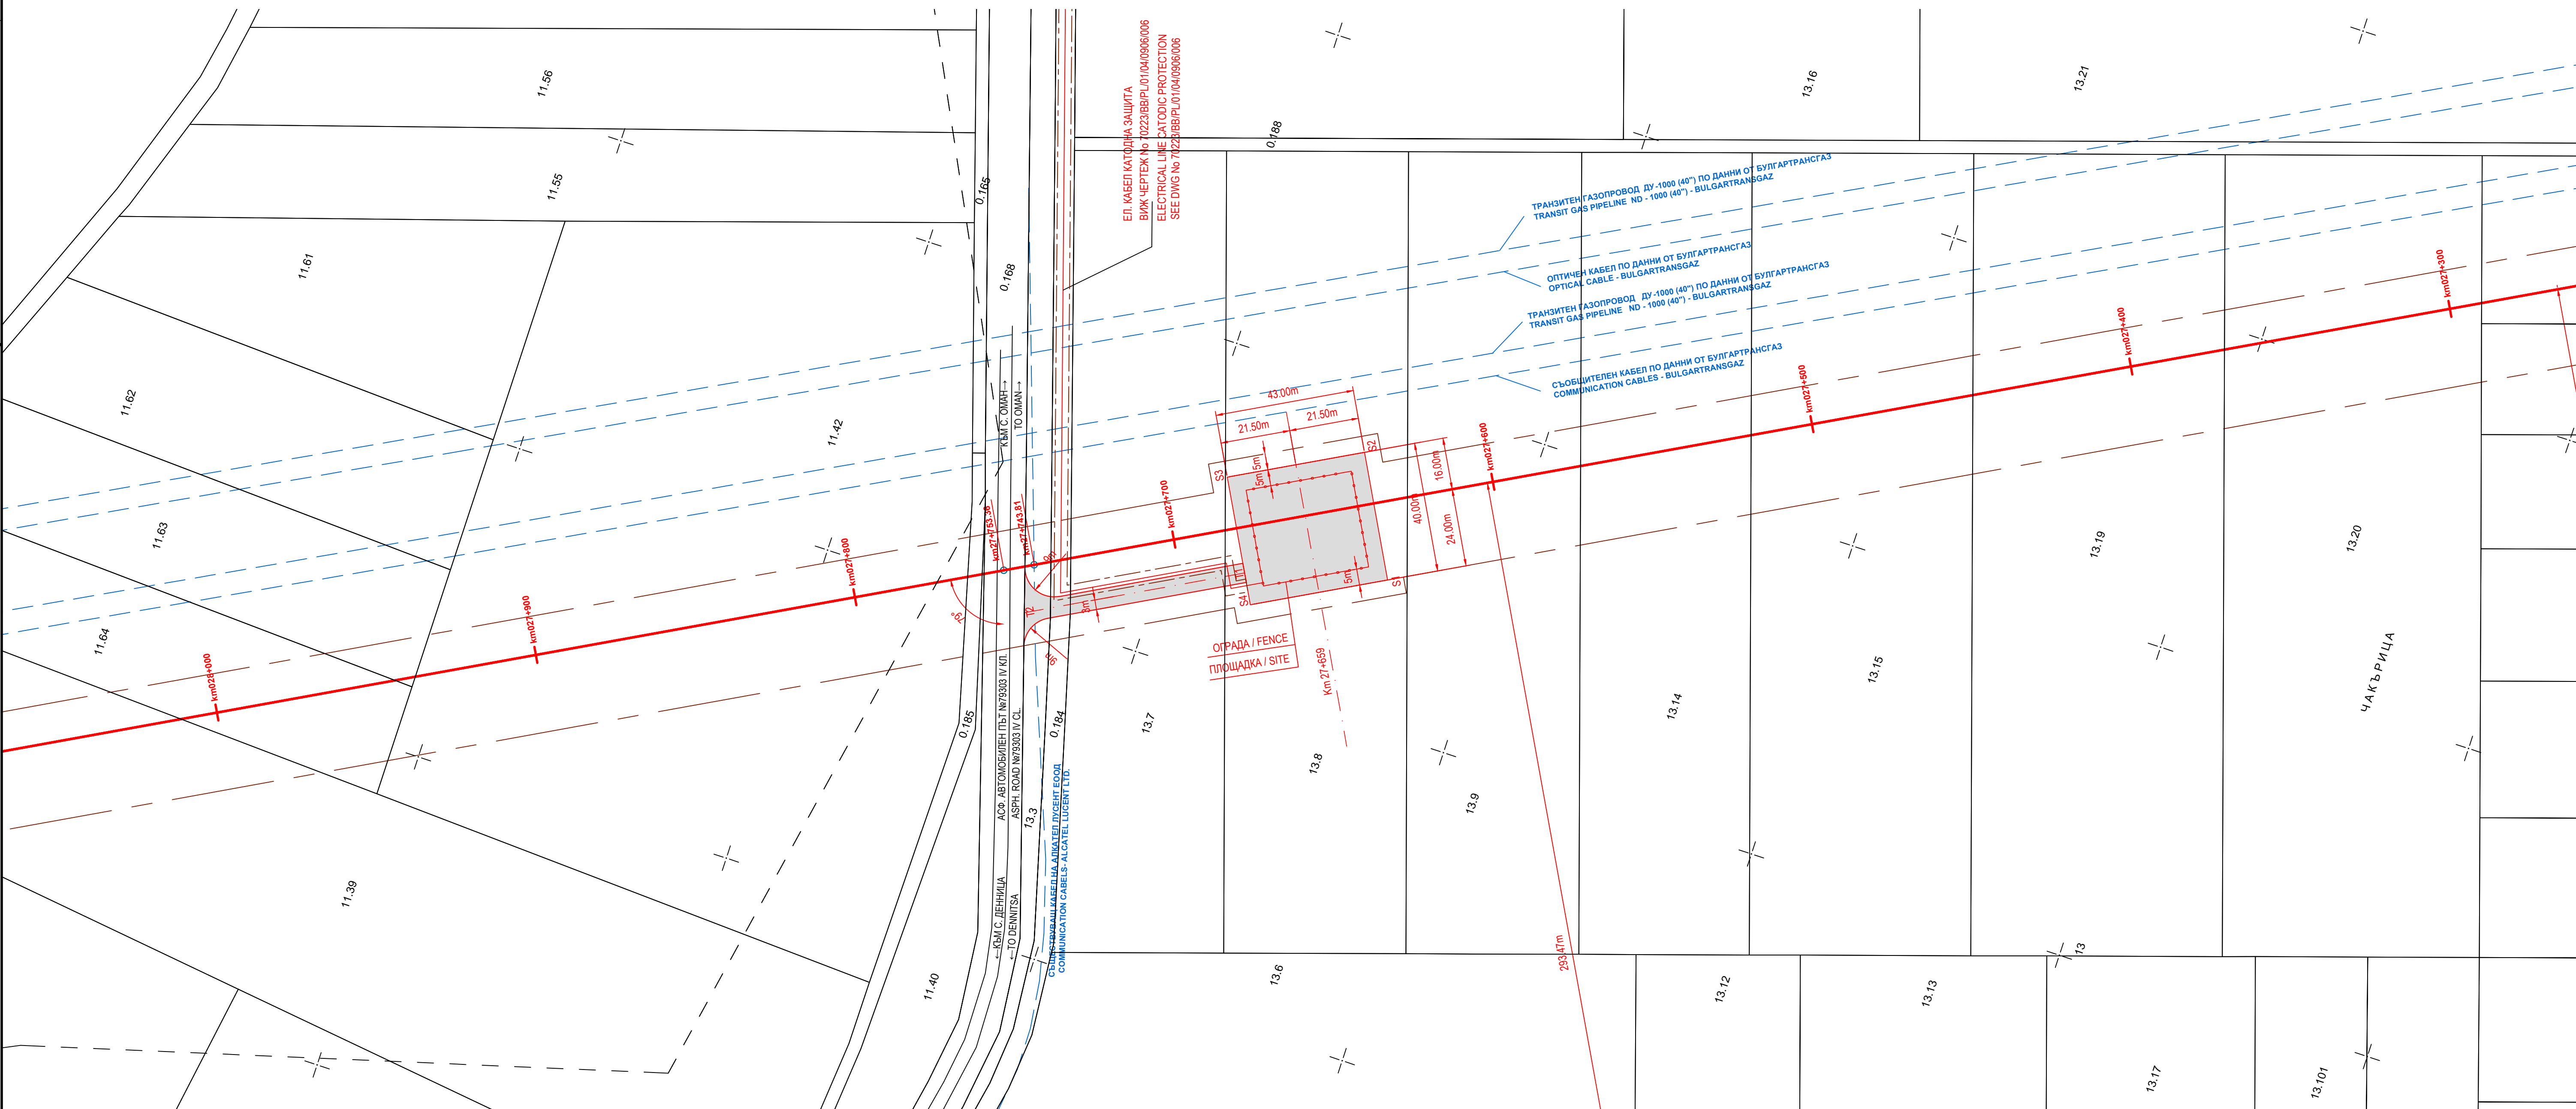 11.56
11.55
11.61
11.62
11.63
11.64
11.42
11.39
11.40
0.165
0.168
0.185
0.184
0.188
13.16
13.21
13.3
13.7
13.8
13.9
13.14
13.15
13.19
13.20
13.6
13.12
13.13
13
13.17
13.101
ЧАКЪРИЦА
ЕЛ. КАБЕЛ КАТОДНА ЗАЩИТА
ВИЖ ЧЕРТЕЖ No 70223/BB/PL/01/04/0906/006
ELECTRICAL LINE CATODIC PROTECTION
SEE DWG No 70223/BB/PL/01/04/0906/006
ТРАНЗИТЕН ГАЗОПРОВОД ДУ-1000 (40") ПО ДАННИ ОТ БУЛГАРТРАНСГАЗ
TRANSIT GAS PIPELINE ND - 1000 (40") - BULGARTRANSGAZ
ОПТИЧЕН КАБЕЛ ПО ДАННИ ОТ БУЛГАРТРАНСГАЗ
OPTICAL CABLE - BULGARTRANSGAZ
ТРАНЗИТЕН ГАЗОПРОВОД ДУ-1000 (40") ПО ДАННИ ОТ БУЛГАРТРАНСГАЗ
TRANSIT GAS PIPELINE ND - 1000 (40") - BULGARTRANSGAZ
СЪОБЩИТЕЛЕН КАБЕЛ ПО ДАННИ ОТ БУЛГАРТРАНСГАЗ
COMMUNICATION CABLES - BULGARTRANSGAZ
km028+000
km027+900
km027+800
km27+753.36
km27+743.81
km027+700
km027+600
km027+500
km027+400
km027+300
КЪМ С. ОМАН→
TO OMAN→
АСФ. АВТОМОБИЛЕН ПЪТ №79303 IV КЛ.
ASPH. ROAD №79303 IV CL.
←КЪМ С. ДЕННИЦА
←TO DENNITSA
СЪЩЕСТВУВАЩ КАБЕЛ НА АЛКАТЕЛ ЛУСЕНТ ЕООД
COMMUNICATION CABELS- ALCATEL LUCENT LTD.
43.00m
21.50m
21.50m
5m
5m
S3
S2
S1
S4
16.00m
40.00m
24.00m
5m
9m
9m
3m
79°
ОГРАДА / FENCE
ПЛОЩАДКА / SITE
Km 27+659
293.47m